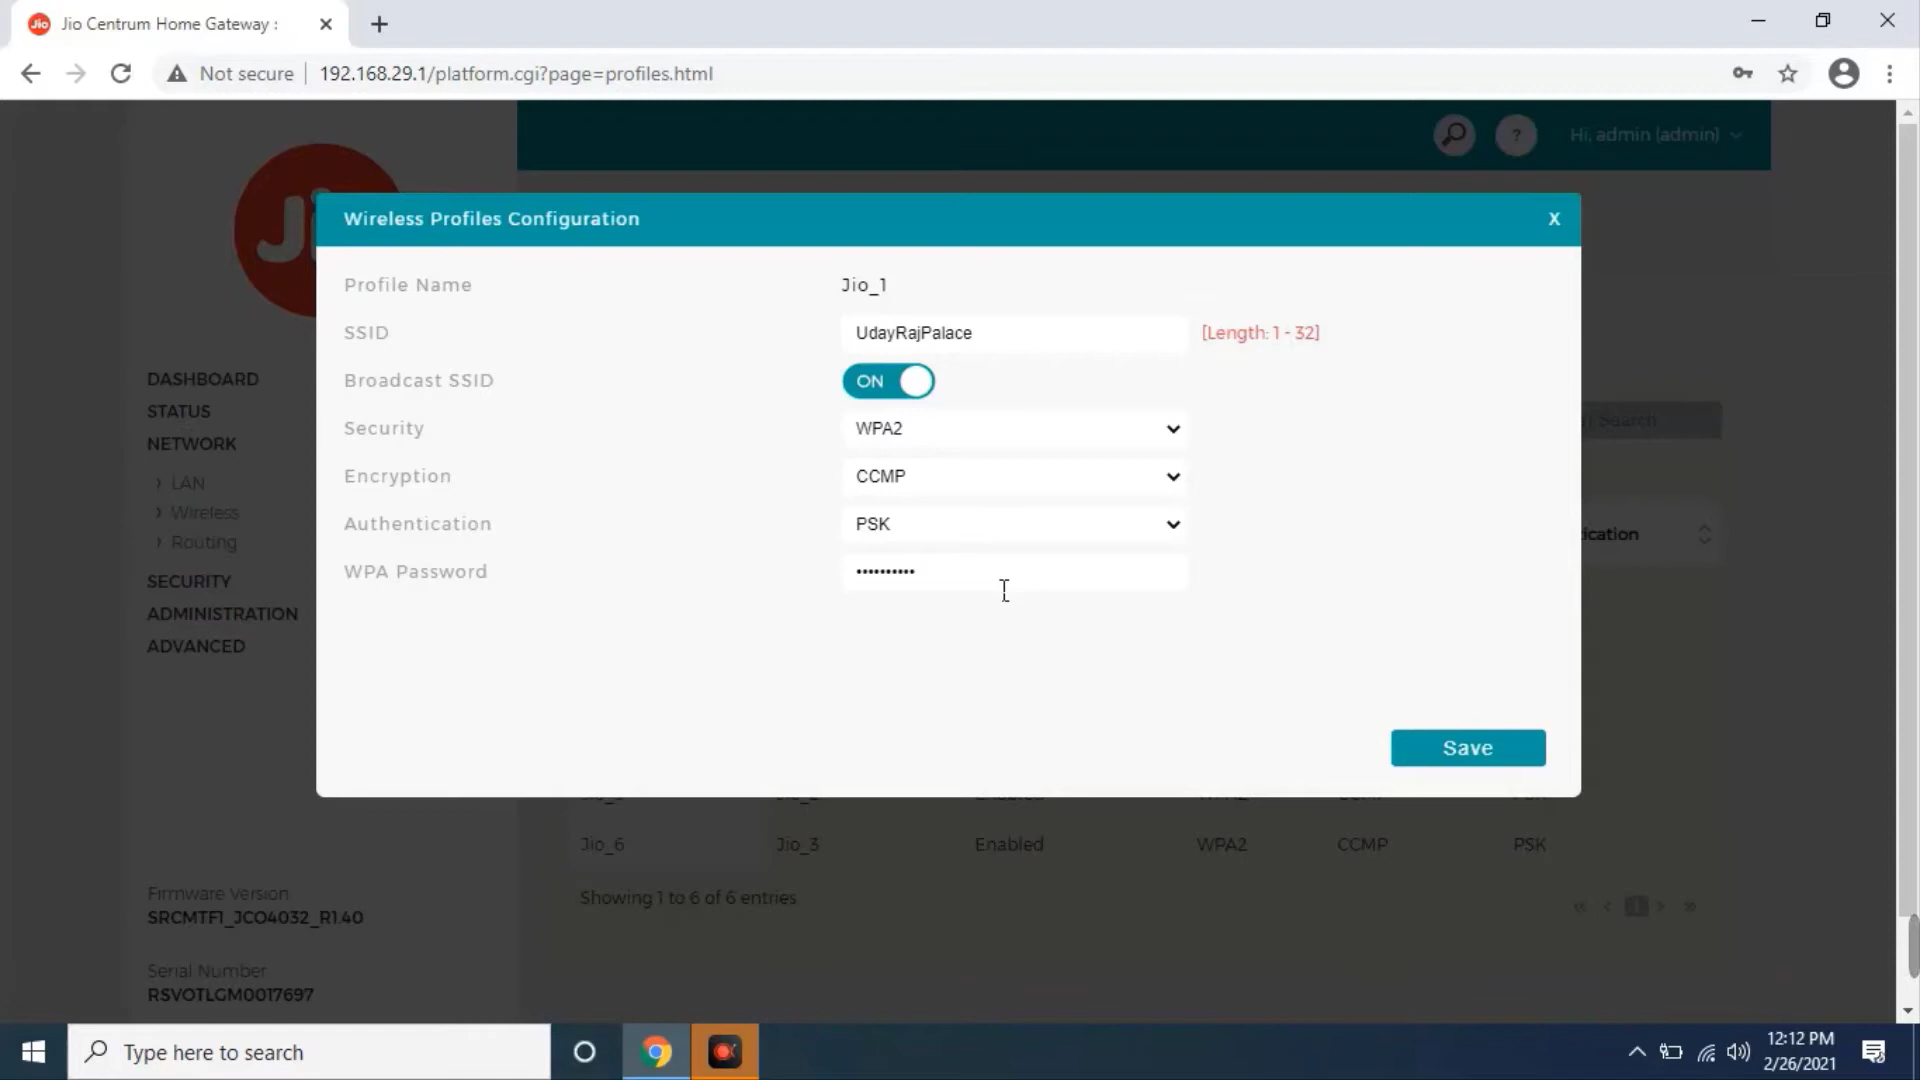 Jio Jio Centrum Home Gateway :
Not secure 192.168.29.1/platform.cgi?page=profiles.html
Hi, admin (admin)
Wireless Profiles Configuration X
Profile Name Jio_1
SSID UdayRajPalace [Length: 1 - 32]
Broadcast SSID ON
Security WPA2
Encryption CCMP
Authentication PSK
WPA Password ••••••••••
Save
DASHBOARD
STATUS
NETWORK
LAN
Wireless
Routing
SECURITY
ADMINISTRATION
ADVANCED
Search
Jio_6 Jio_3 Enabled WPA2 CCMP PSK
Showing 1 to 6 of 6 entries
« < 1 > »
Firmware Version
SRCMTF1_JCO4032_R1.40
Serial Number
RSVOTLGM0017697
Type here to search
12:12 PM
2/26/2021